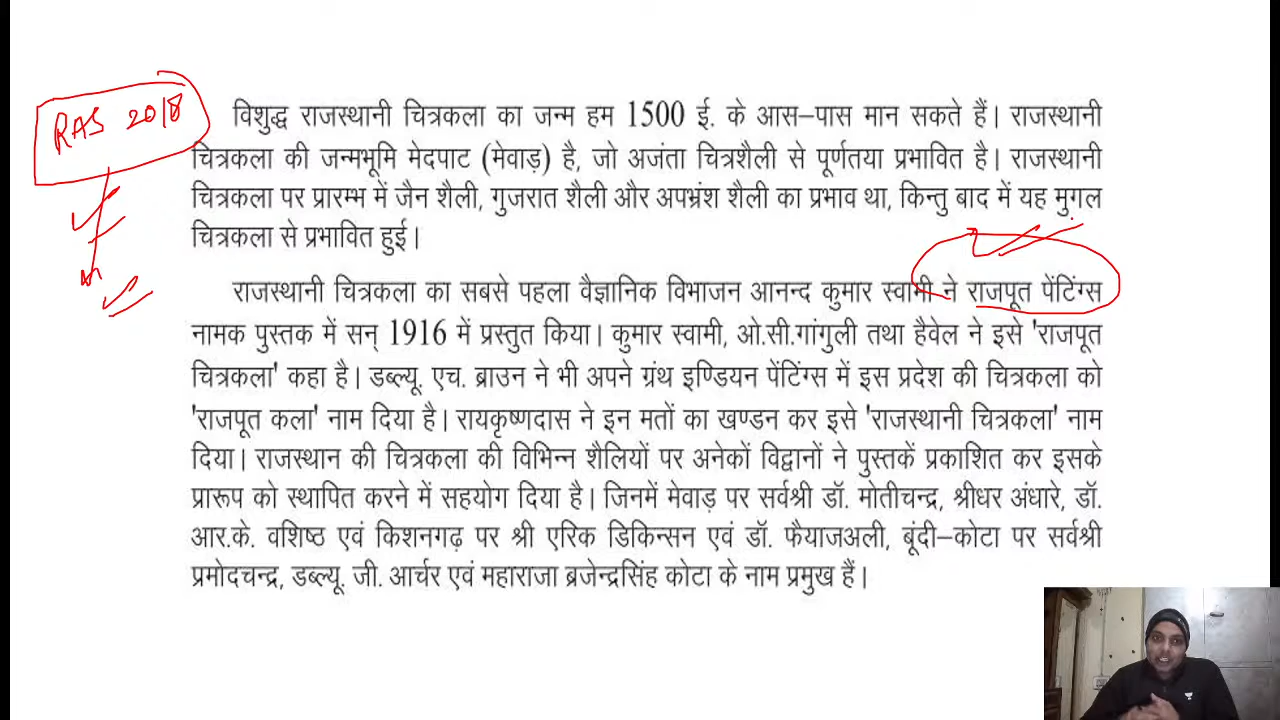 RAS 2018
विशुद्ध राजस्थानी चित्रकला का जन्म हम 1500 ई. के आस-पास मान सकते हैं। राजस्थानी
चित्रकला की जन्मभूमि मेदपाट (मेवाड़) है, जो अजंता चित्रशैली से पूर्णतया प्रभावित है। राजस्थानी
चित्रकला पर प्रारम्भ में जैन शैली, गुजरात शैली और अपभ्रंश शैली का प्रभाव था, किन्तु बाद में यह मुगल
चित्रकला से प्रभावित हुई।
राजस्थानी चित्रकला का सबसे पहला वैज्ञानिक विभाजन आनन्द कुमार स्वामी ने राजपूत पेंटिंग्स
नामक पुस्तक में सन् 1916 में प्रस्तुत किया। कुमार स्वामी, ओ.सी.गांगुली तथा हैवेल ने इसे 'राजपूत
चित्रकला' कहा है। डब्ल्यू. एच. ब्राउन ने भी अपने ग्रंथ इण्डियन पेंटिंग्स में इस प्रदेश की चित्रकला को
'राजपूत कला' नाम दिया है। रायकृष्णदास ने इन मतों का खण्डन कर इसे 'राजस्थानी चित्रकला' नाम
दिया। राजस्थान की चित्रकला की विभिन्न शैलियों पर अनेकों विद्वानों ने पुस्तकें प्रकाशित कर इसके
प्रारूप को स्थापित करने में सहयोग दिया है। जिनमें मेवाड़ पर सर्वश्री डॉ. मोतीचन्द्र, श्रीधर अंधारे, डॉ.
आर.के. वशिष्ठ एवं किशनगढ़ पर श्री एरिक डिकिन्सन एवं डॉ. फैयाजअली, बूंदी-कोटा पर सर्वश्री
प्रमोदचन्द्र, डब्ल्यू. जी. आर्चर एवं महाराजा ब्रजेन्द्रसिंह कोटा के नाम प्रमुख हैं।